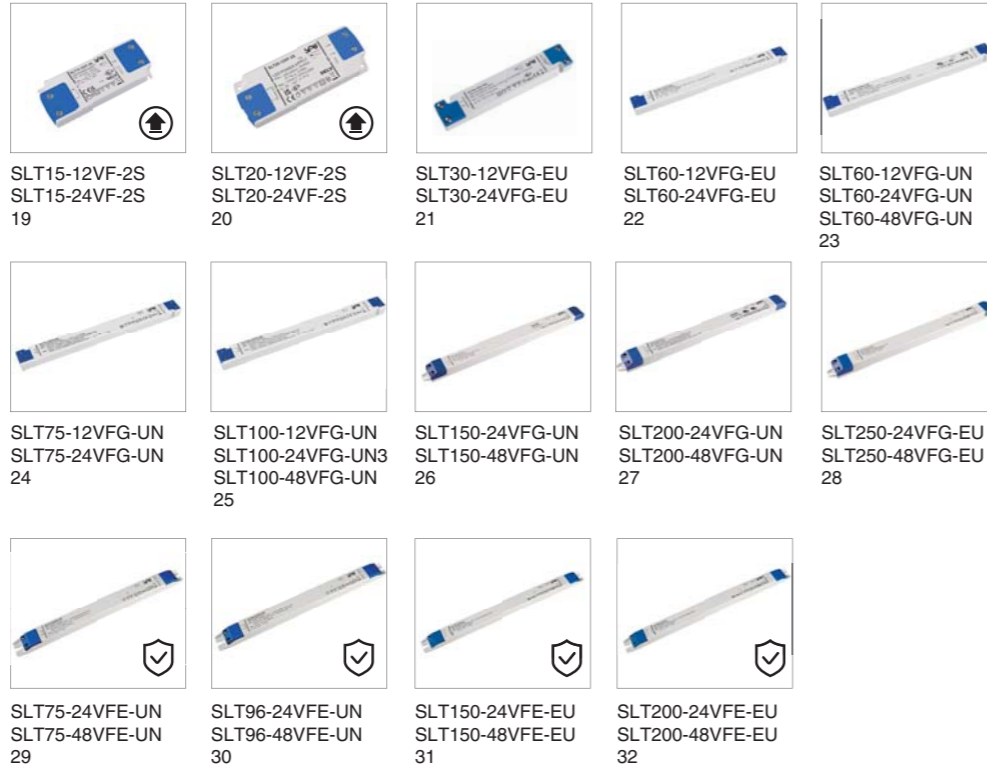 SLT15-12VF-2S
SLT15-24VF-2S
19
SLT20-12VF-2S
SLT20-24VF-2S
20
SLT30-12VFG-EU
SLT30-24VFG-EU
21
SLT60-12VFG-EU
SLT60-24VFG-EU
22
SLT60-12VFG-UN
SLT60-24VFG-UN
SLT60-48VFG-UN
23
SLT75-12VFG-UN
SLT75-24VFG-UN
24
SLT100-12VFG-UN
SLT100-24VFG-UN3
SLT100-48VFG-UN
25
SLT150-24VFG-UN
SLT150-48VFG-UN
26
SLT200-24VFG-UN
SLT200-48VFG-UN
27
SLT250-24VFG-EU
SLT250-48VFG-EU
28
SLT75-24VFE-UN
SLT75-48VFE-UN
29
SLT96-24VFE-UN
SLT96-48VFE-UN
30
SLT150-24VFE-EU
SLT150-48VFE-EU
31
SLT200-24VFE-EU
SLT200-48VFE-EU
32